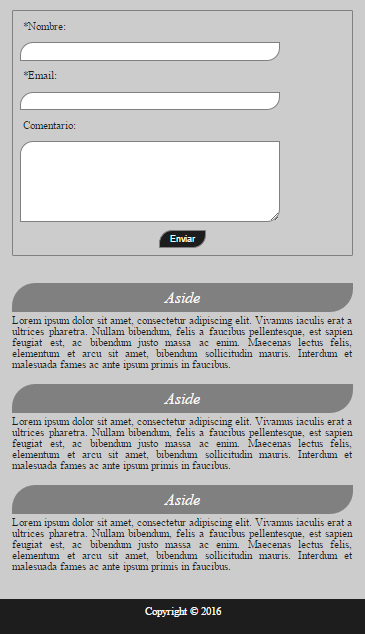 *Nombre:
*Email:
Comentario:
Enviar
Aside
Lorem ipsum dolor sit amet, consectetur adipiscing elit. Vivamus iaculis erat a
ultrices pharetra. Nullam bibendum, felis a faucibus pellentesque, est sapien
feugiat est, ac bibendum justo massa ac enim. Maecenas lectus felis,
elementum et arcu sit amet, bibendum sollicitudin mauris. Interdum et
malesuada fames ac ante ipsum primis in faucibus.
Aside
Lorem ipsum dolor sit amet, consectetur adipiscing elit. Vivamus iaculis erat a
ultrices pharetra. Nullam bibendum, felis a faucibus pellentesque, est sapien
feugiat est, ac bibendum justo massa ac enim. Maecenas lectus felis,
elementum et arcu sit amet, bibendum sollicitudin mauris. Interdum et
malesuada fames ac ante ipsum primis in faucibus.
Aside
Lorem ipsum dolor sit amet, consectetur adipiscing elit. Vivamus iaculis erat a
ultrices pharetra. Nullam bibendum, felis a faucibus pellentesque, est sapien
feugiat est, ac bibendum justo massa ac enim. Maecenas lectus felis,
elementum et arcu sit amet, bibendum sollicitudin mauris. Interdum et
malesuada fames ac ante ipsum primis in faucibus.
Copyright © 2016